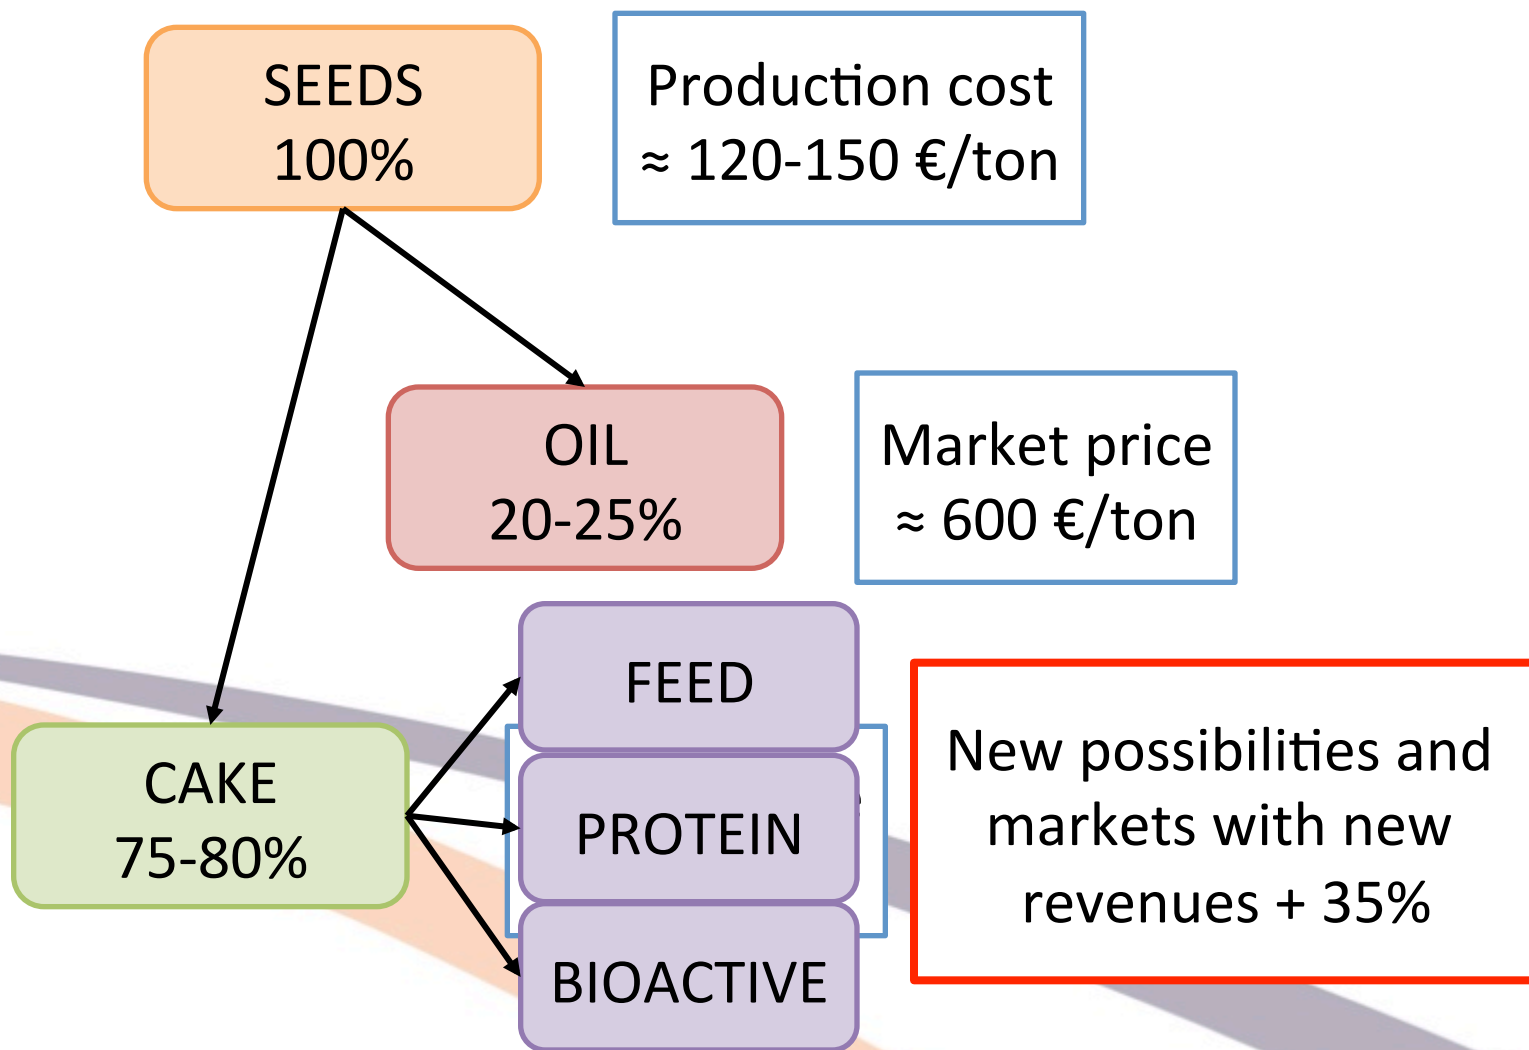 SEEDS
100%
Production cost
≈ 120-150 €/ton
OIL
20-25%
Market price
≈ 600 €/ton
CAKE
75-80%
FEED
PROTEIN
BIOACTIVE
New possibilities and
markets with new
revenues + 35%